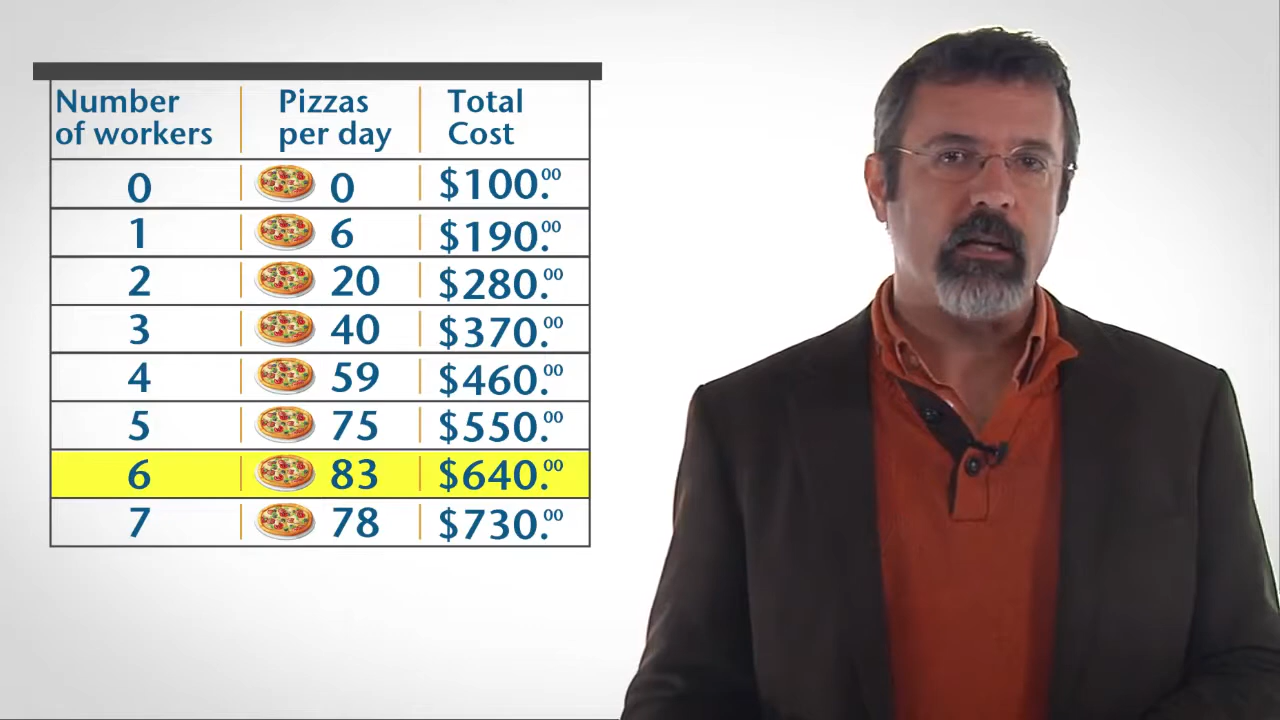 Number of workers Pizzas per day Total Cost
0 0 $100.00
1 6 $190.00
2 20 $280.00
3 40 $370.00
4 59 $460.00
5 75 $550.00
6 83 $640.00
7 78 $730.00